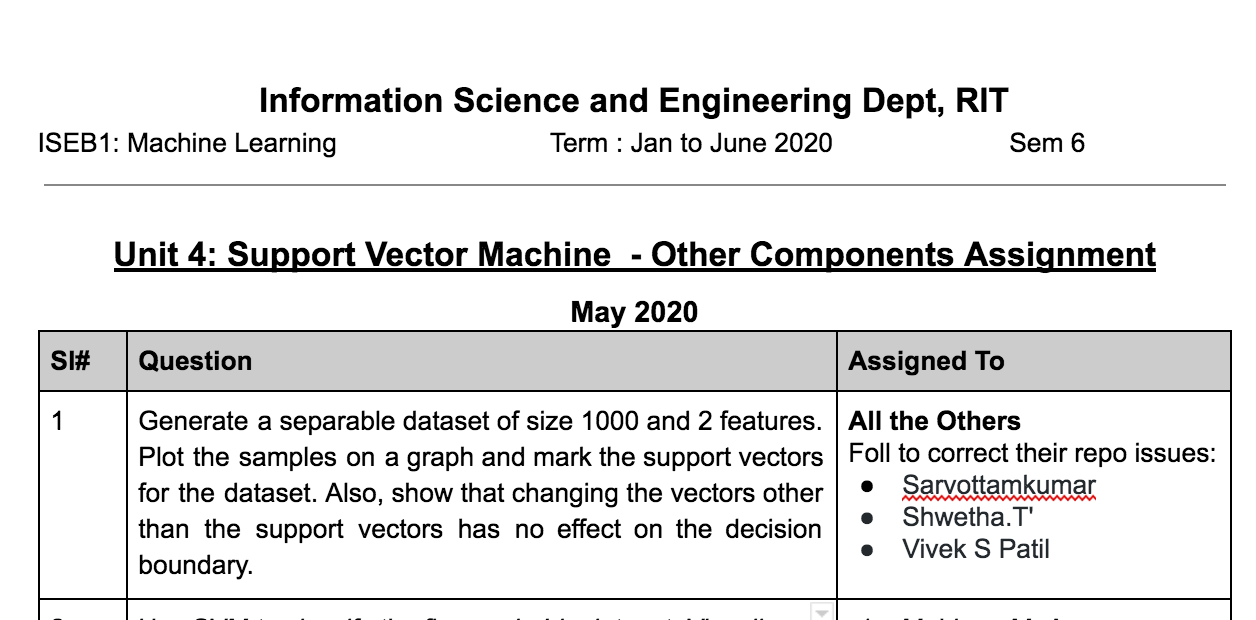 Information Science and Engineering Dept, RIT
ISEB1: Machine Learning Term : Jan to June 2020 Sem 6
Unit 4: Support Vector Machine - Other Components Assignment
May 2020
Sl# Question Assigned To
1
Generate a separable dataset of size 1000 and 2 features.
Plot the samples on a graph and mark the support vectors
for the dataset. Also, show that changing the vectors other
than the support vectors has no effect on the decision
boundary.
All the Others
Foll to correct their repo issues:
● Sarvottamkumar
● Shwetha.T'
● Vivek S Patil